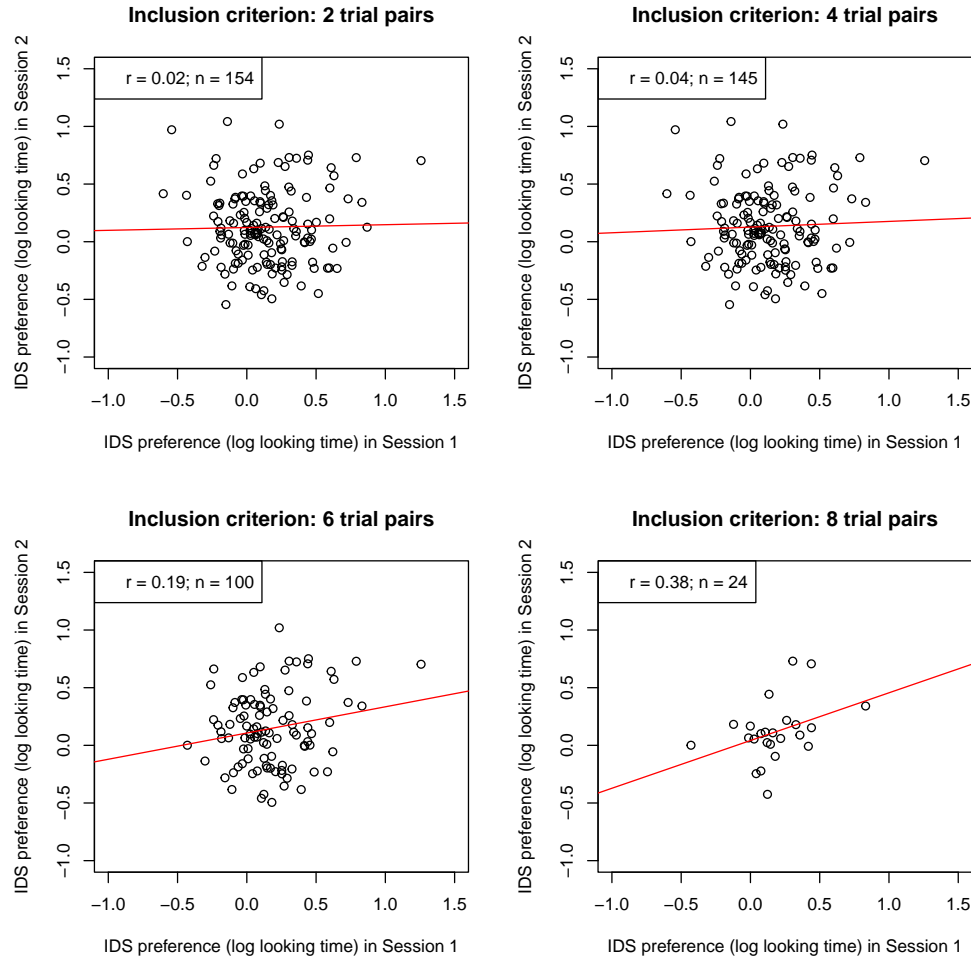 Inclusion criterion: 2 trial pairs
r = 0.02; n = 154
IDS preference (log looking time) in Session 2
1.5
1.0
0.5
0.0
−0.5
−1.0
−1.0 −0.5 0.0 0.5 1.0 1.5
IDS preference (log looking time) in Session 1
Inclusion criterion: 4 trial pairs
r = 0.04; n = 145
IDS preference (log looking time) in Session 2
1.5
1.0
0.5
0.0
−0.5
−1.0
−1.0 −0.5 0.0 0.5 1.0 1.5
IDS preference (log looking time) in Session 1
Inclusion criterion: 6 trial pairs
r = 0.19; n = 100
IDS preference (log looking time) in Session 2
1.5
1.0
0.5
0.0
−0.5
−1.0
−1.0 −0.5 0.0 0.5 1.0 1.5
IDS preference (log looking time) in Session 1
Inclusion criterion: 8 trial pairs
r = 0.38; n = 24
IDS preference (log looking time) in Session 2
1.5
1.0
0.5
0.0
−0.5
−1.0
−1.0 −0.5 0.0 0.5 1.0 1.5
IDS preference (log looking time) in Session 1